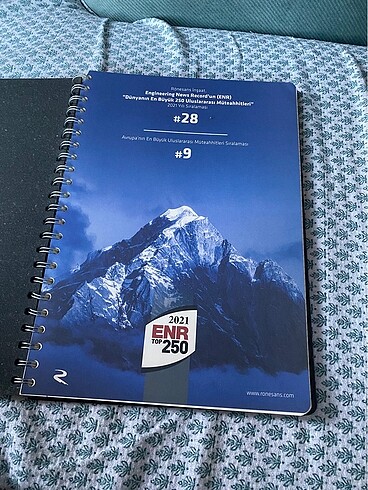 Rönesans İnşaat,
Engineering News Record'un (ENR)
"Dünyanın En Büyük 250 Uluslararası Müteahhitleri"
2021 Yılı Sıralaması
#28
Avrupa'nın En Büyük Uluslararası Müteahhitleri Sıralaması
#9
2021
ENR
TOP 250
www.ronesans.com